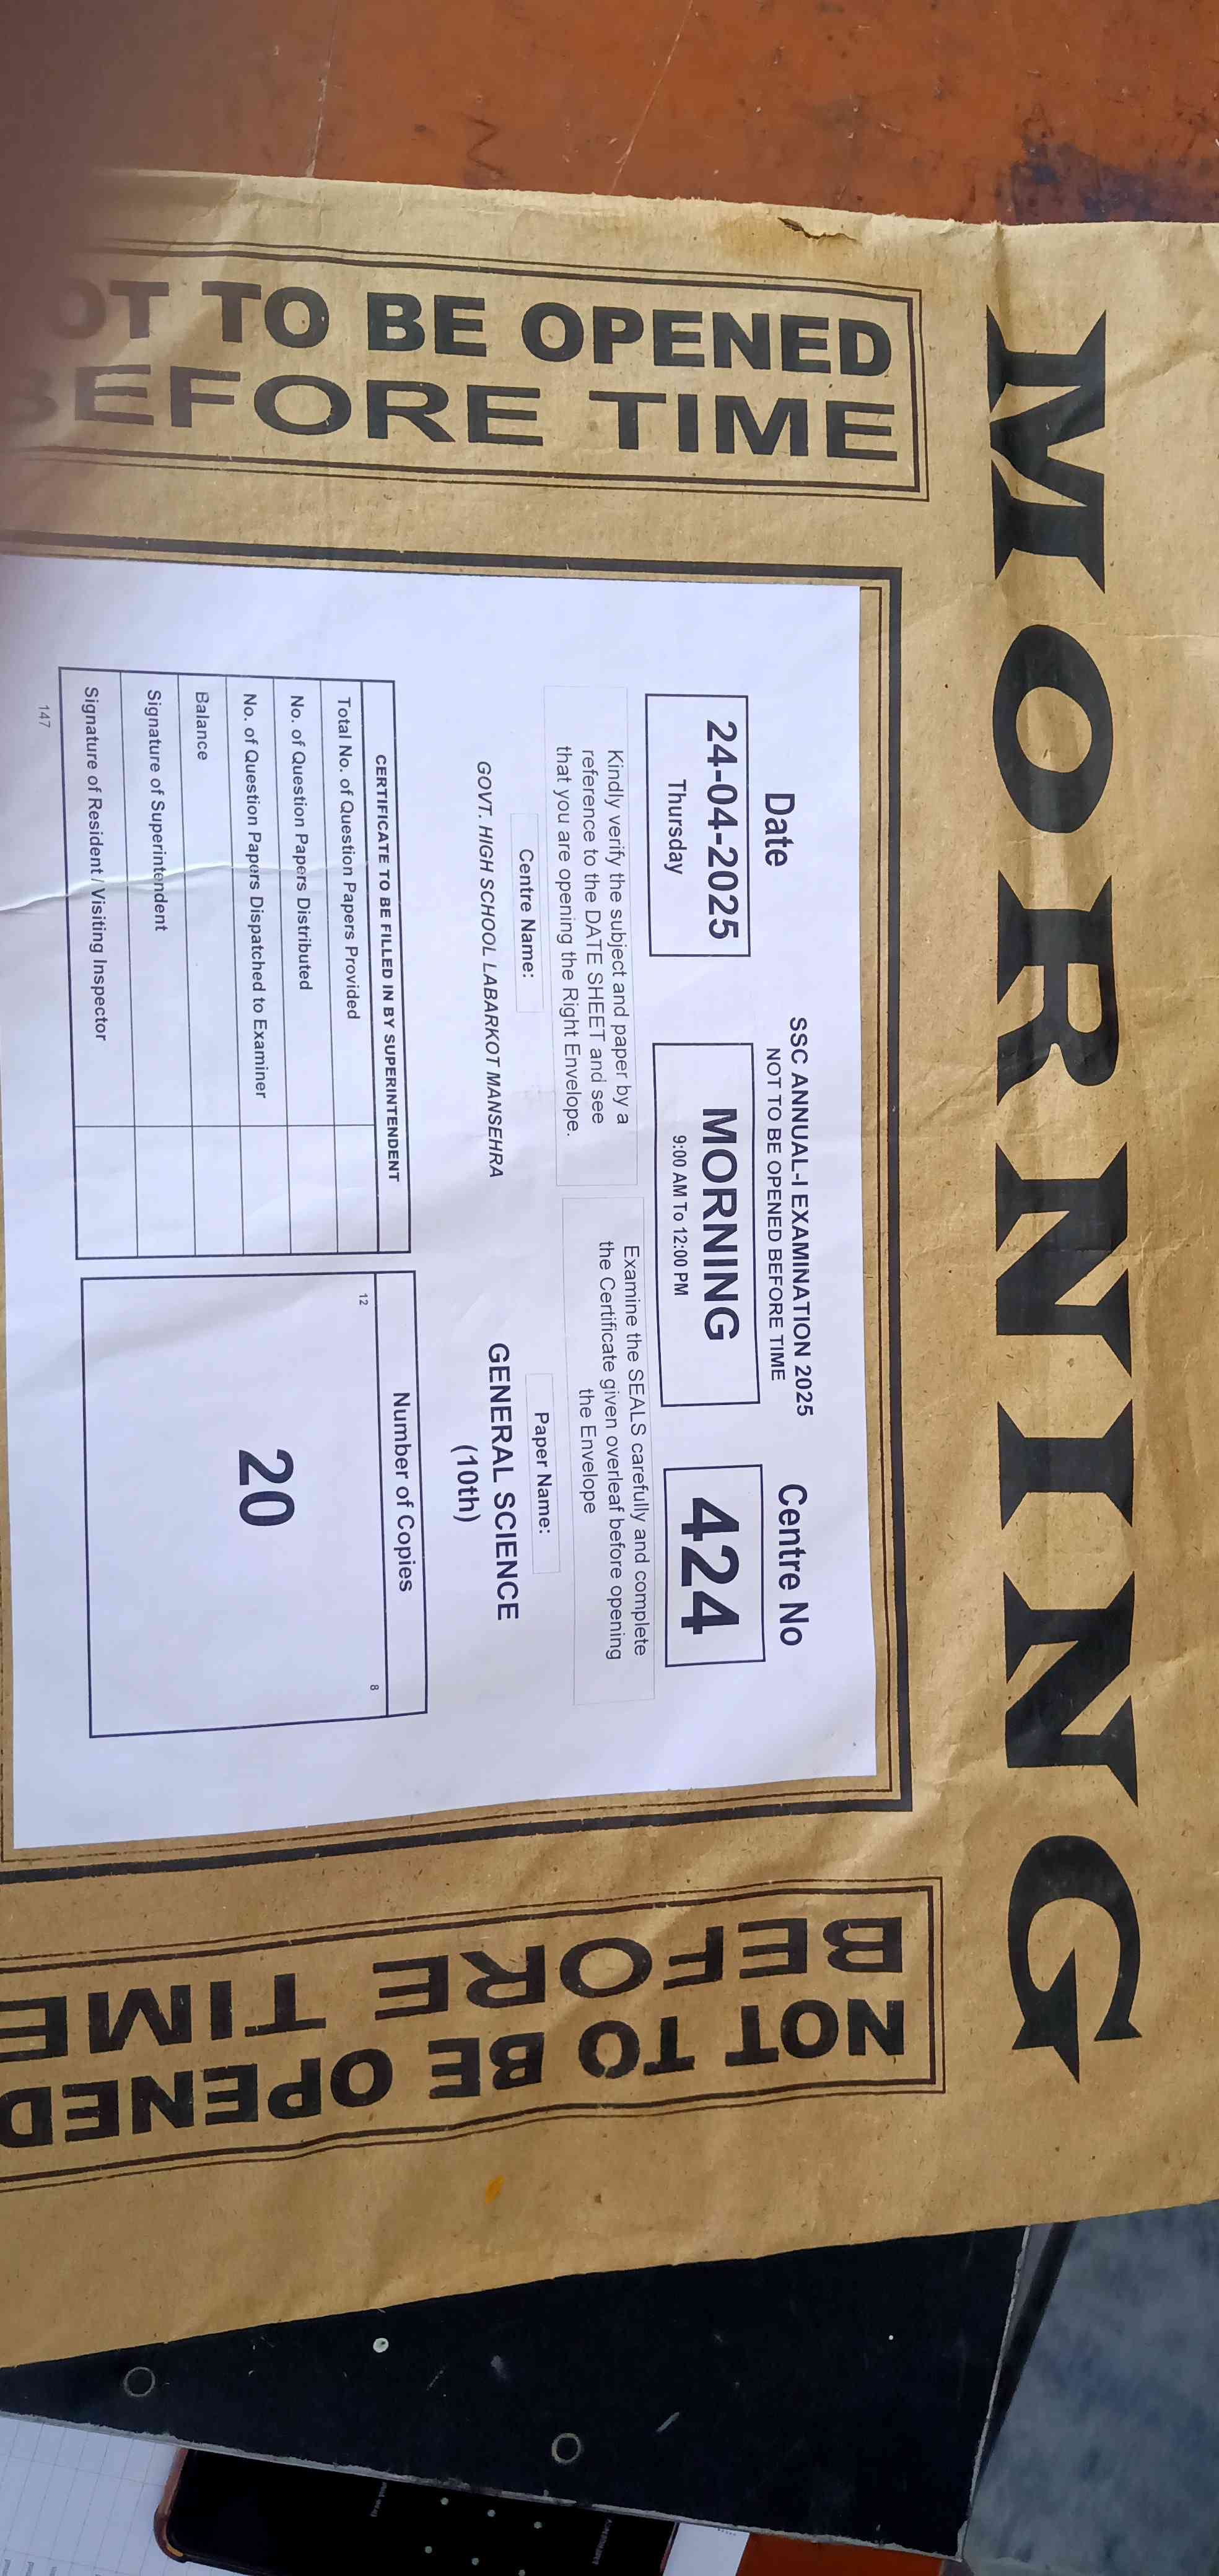 MORNING
OT TO BE OPENED
BEFORE TIME
SSC ANNUAL-I EXAMINATION 2025
NOT TO BE OPENED BEFORE TIME
Date
24-04-2025
Thursday
MORNING
9:00 AM To 12:00 PM
Centre No
424
Kindly verify the subject and paper by a
reference to the DATE SHEET and see
that you are opening the Right Envelope.
Examine the SEALS carefully and complete
the Certificate given overleaf before opening
the Envelope
Centre Name:
GOVT. HIGH SCHOOL LABARKOT MANSEHRA
Paper Name:
GENERAL SCIENCE
(10th)
CERTIFICATE TO BE FILLED IN BY SUPERINTENDENT
Total No. of Question Papers Provided
No. of Question Papers Distributed
No. of Question Papers Dispatched to Examiner
Balance
Signature of Superintendent
Signature of Resident / Visiting Inspector
Number of Copies
12
8
20
147
NOT TO BE OPENED
BEFORE TIME